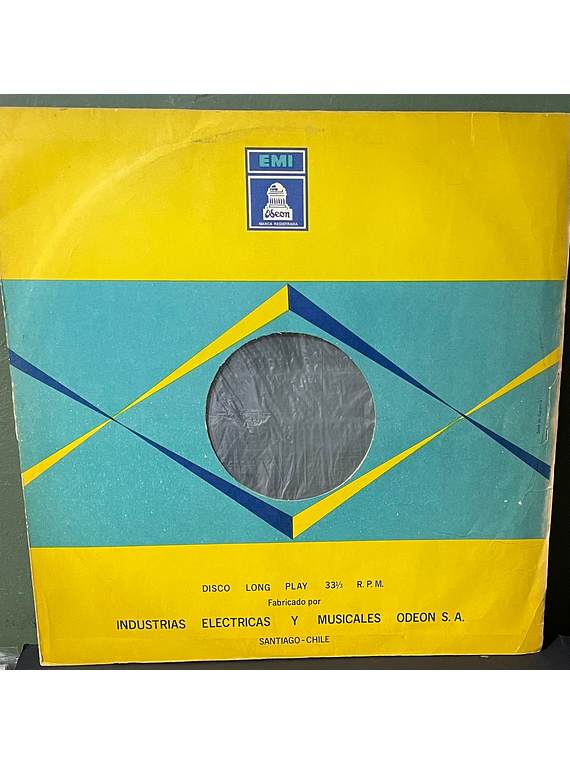 EMI
Odeon
MARCA REGISTRADA
DISCO LONG PLAY 33⅓ R.P.M.
Fabricado por
INDUSTRIAS ELECTRICAS Y MUSICALES ODEON S.A.
SANTIAGO-CHILE